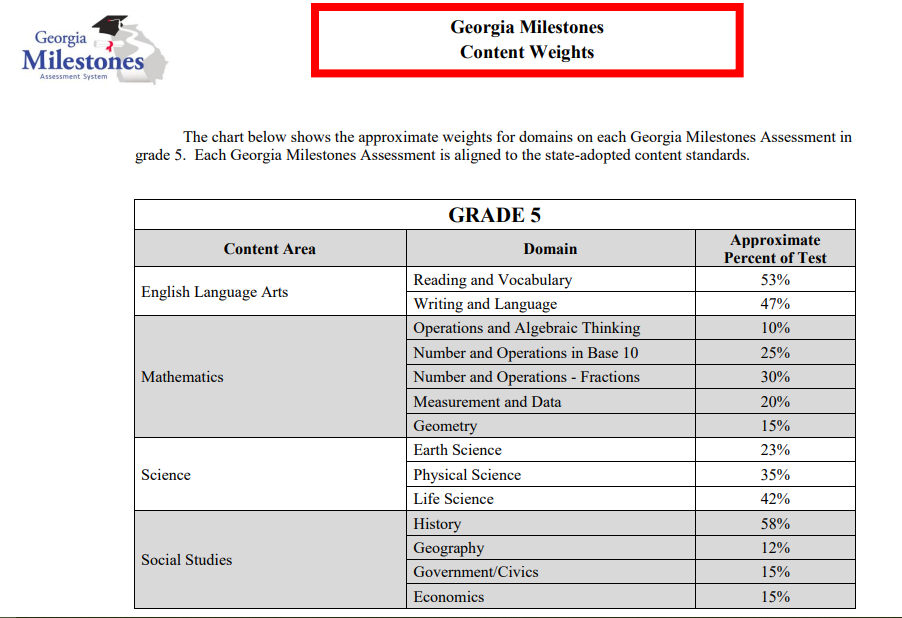 Georgia
Milestones
Assessment System
Georgia Milestones
Content Weights
The chart below shows the approximate weights for domains on each Georgia Milestones Assessment in
grade 5. Each Georgia Milestones Assessment is aligned to the state-adopted content standards.
GRADE 5
Content Area Domain Approximate
Percent of Test
English Language Arts
Reading and Vocabulary 53%
Writing and Language 47%
Mathematics
Operations and Algebraic Thinking 10%
Number and Operations in Base 10 25%
Number and Operations - Fractions 30%
Measurement and Data 20%
Geometry 15%
Science
Earth Science 23%
Physical Science 35%
Life Science 42%
Social Studies
History 58%
Geography 12%
Government/Civics 15%
Economics 15%